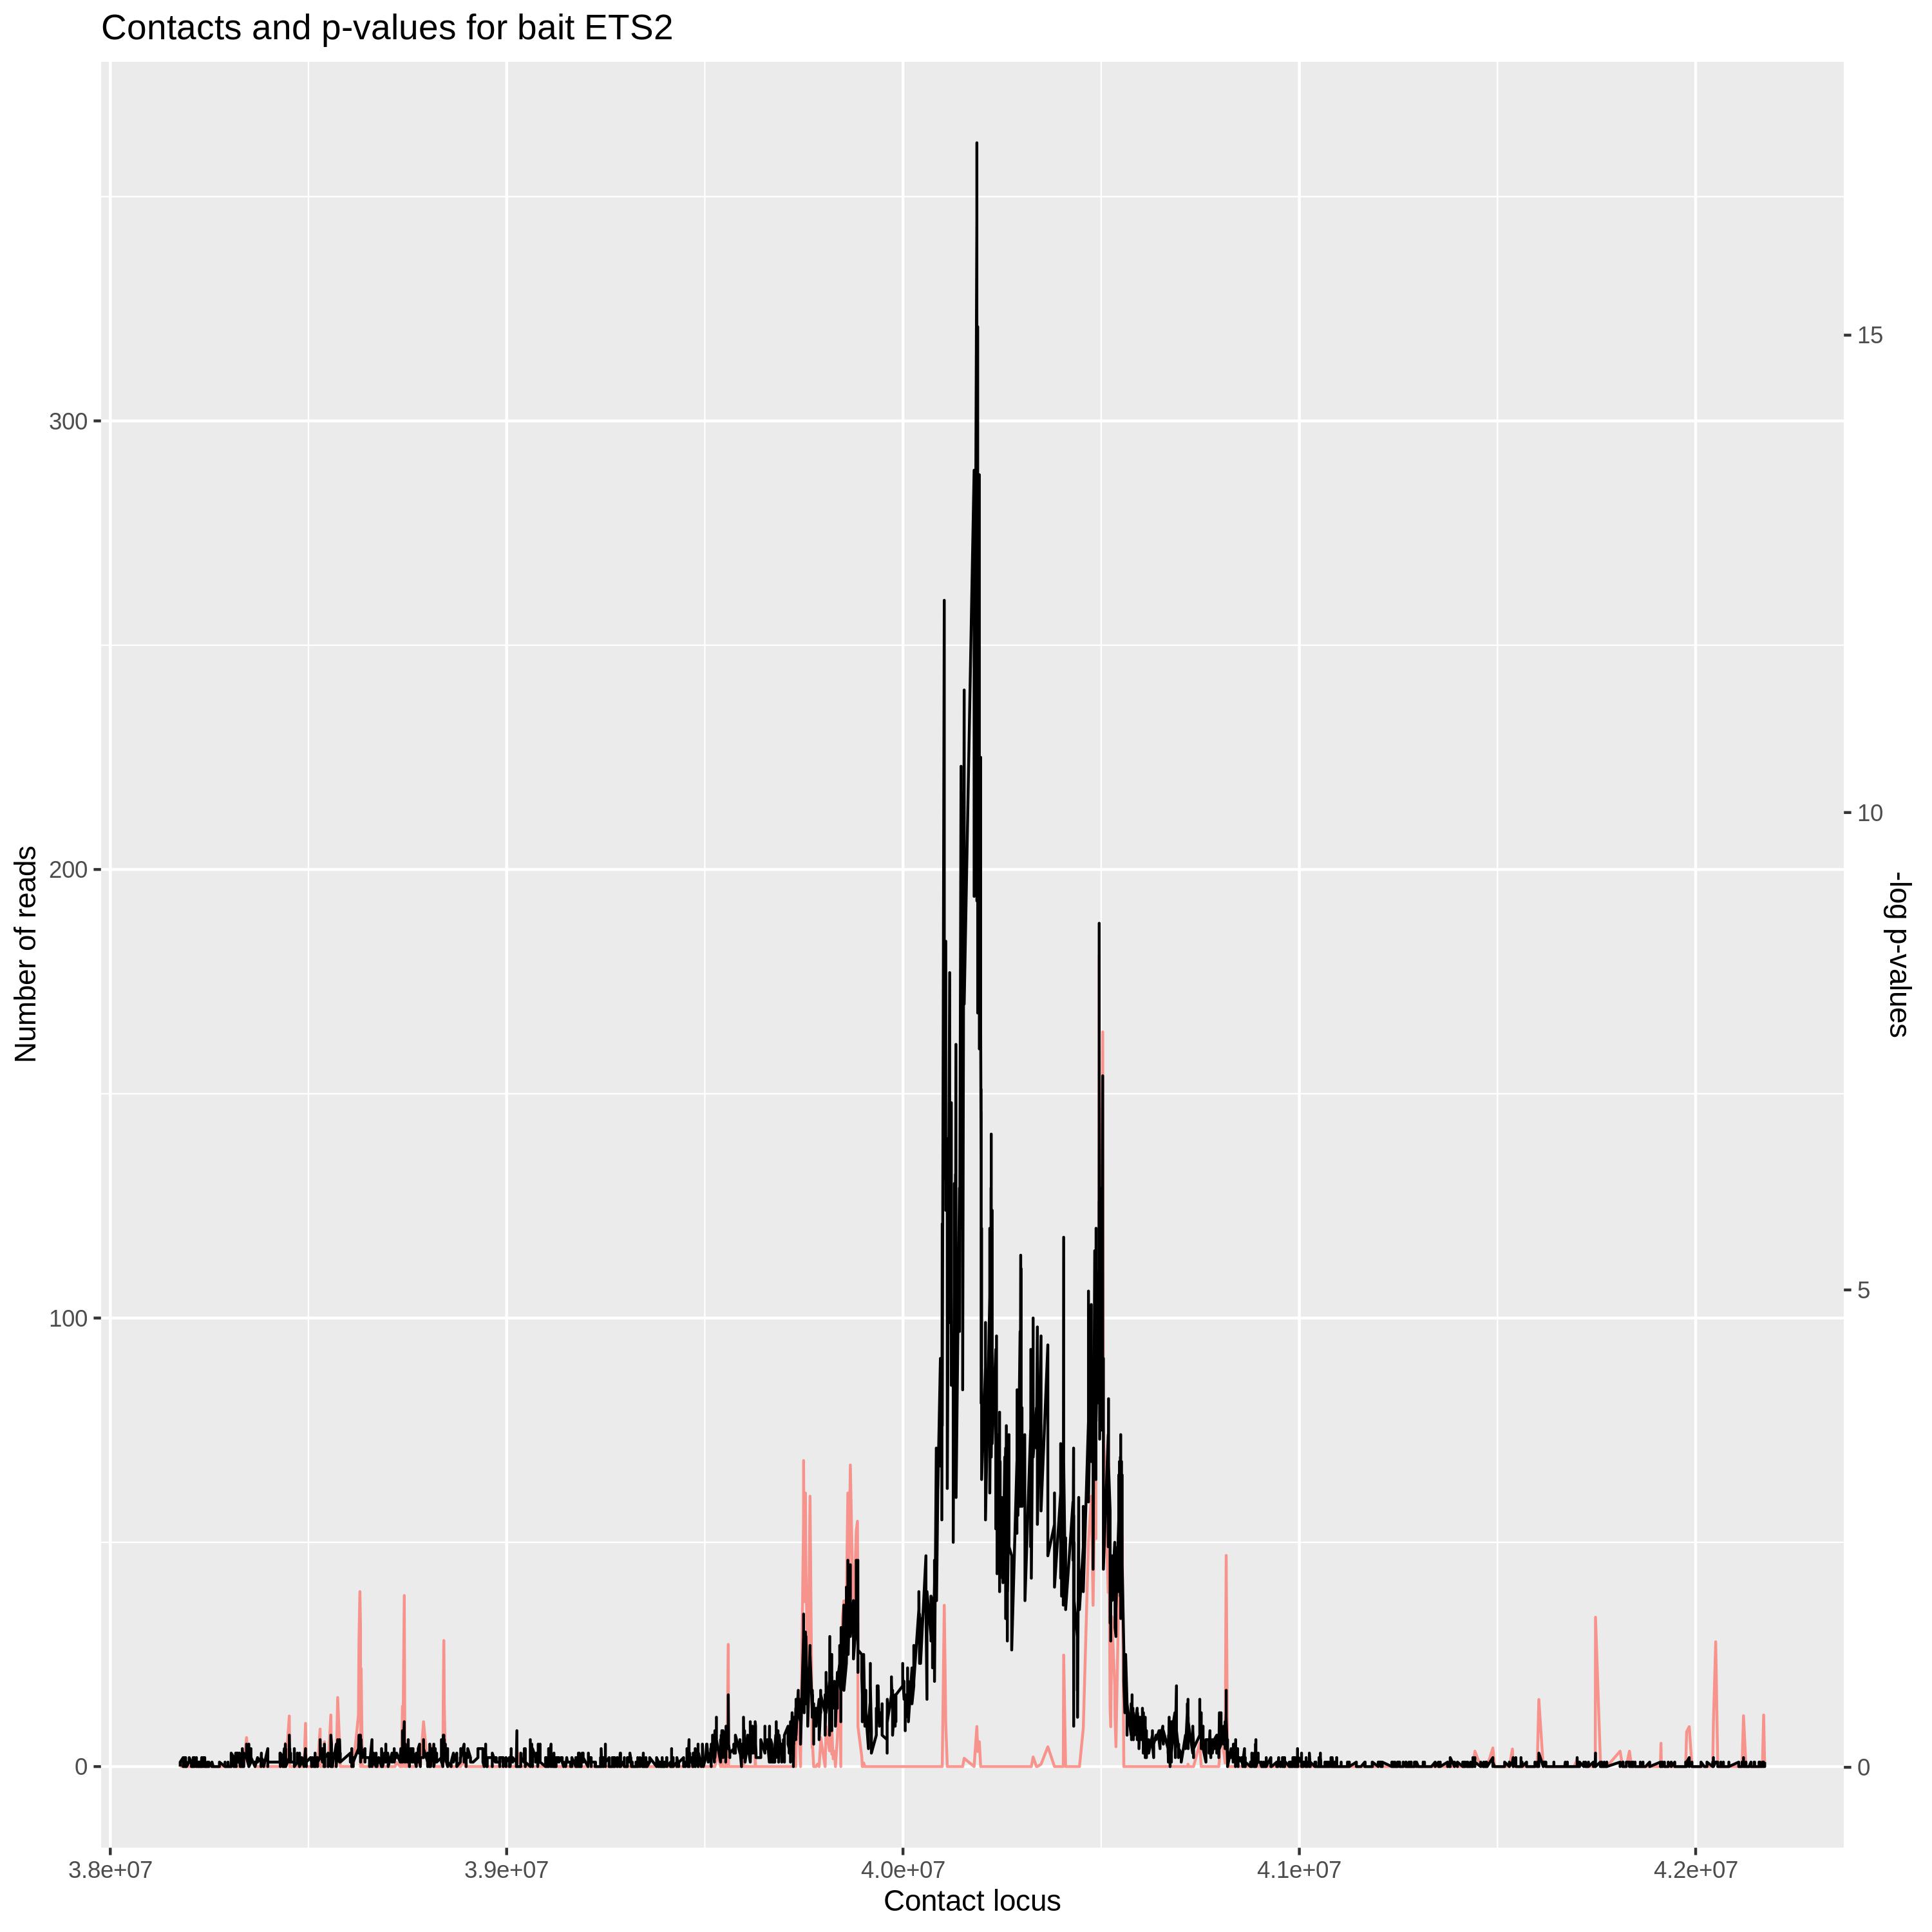 Contacts and p-values for bait ETS2
Number of reads
300
200
100
0
15
10
5
0
-log p-values
3.8e+07
3.9e+07
4.0e+07
4.1e+07
4.2e+07
Contact locus